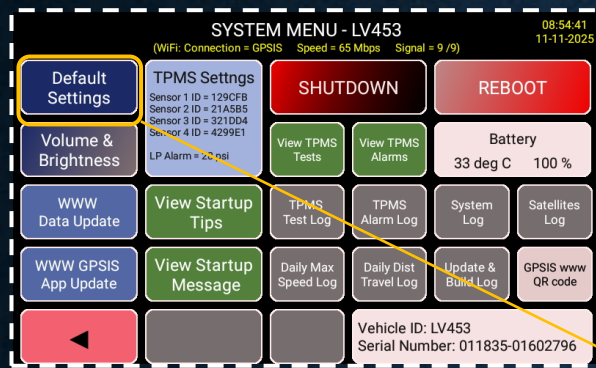 SYSTEM MENU - LV453
(WiFi: Connection = GPSIS Speed = 65 Mbps Signal = 9 /9)
08:54:41
11-11-2025
Default
Settings
TPMS Settngs
Sensor 1 ID = 129CFB
Sensor 2 ID = 21A5B5
Sensor 3 ID = 321DD4
Sensor 4 ID = 4299E1
LP Alarm = 20 psi
SHUTDOWN
REBOOT
Volume &
Brightness
View TPMS
Tests
View TPMS
Alarms
Battery
33 deg C 100 %
WWW
Data Update
View Startup
Tips
TPMS
Test Log
TPMS
Alarm Log
System
Log
Satellites
Log
WWW GPSIS
App Update
View Startup
Message
Daily Max
Speed Log
Daily Dist
Travel Log
Update &
Build Log
GPSIS www
QR code
Vehicle ID: LV453
Serial Number: 011835-01602796